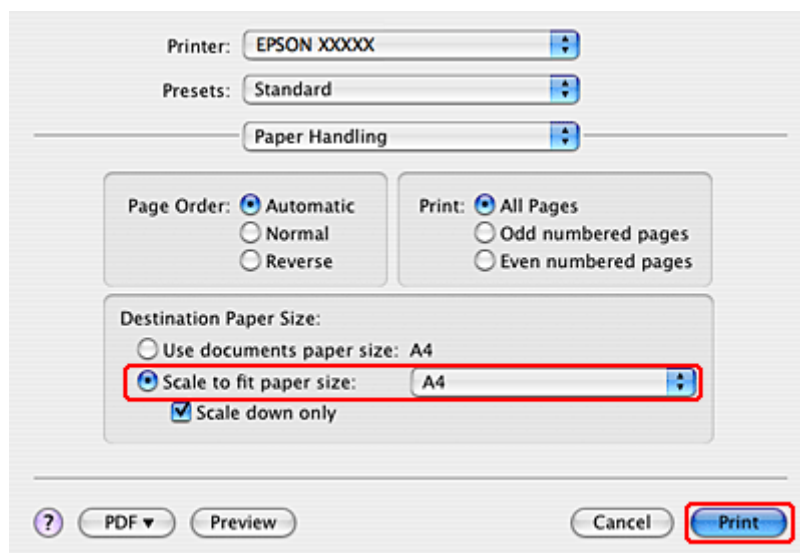 Printer: EPSON XXXXX
Presets: Standard
Paper Handling
Page Order: Automatic
Normal
Reverse
Print: All Pages
Odd numbered pages
Even numbered pages
Destination Paper Size:
Use documents paper size: A4
Scale to fit paper size: A4
Scale down only
? PDF ▼ Preview Cancel Print